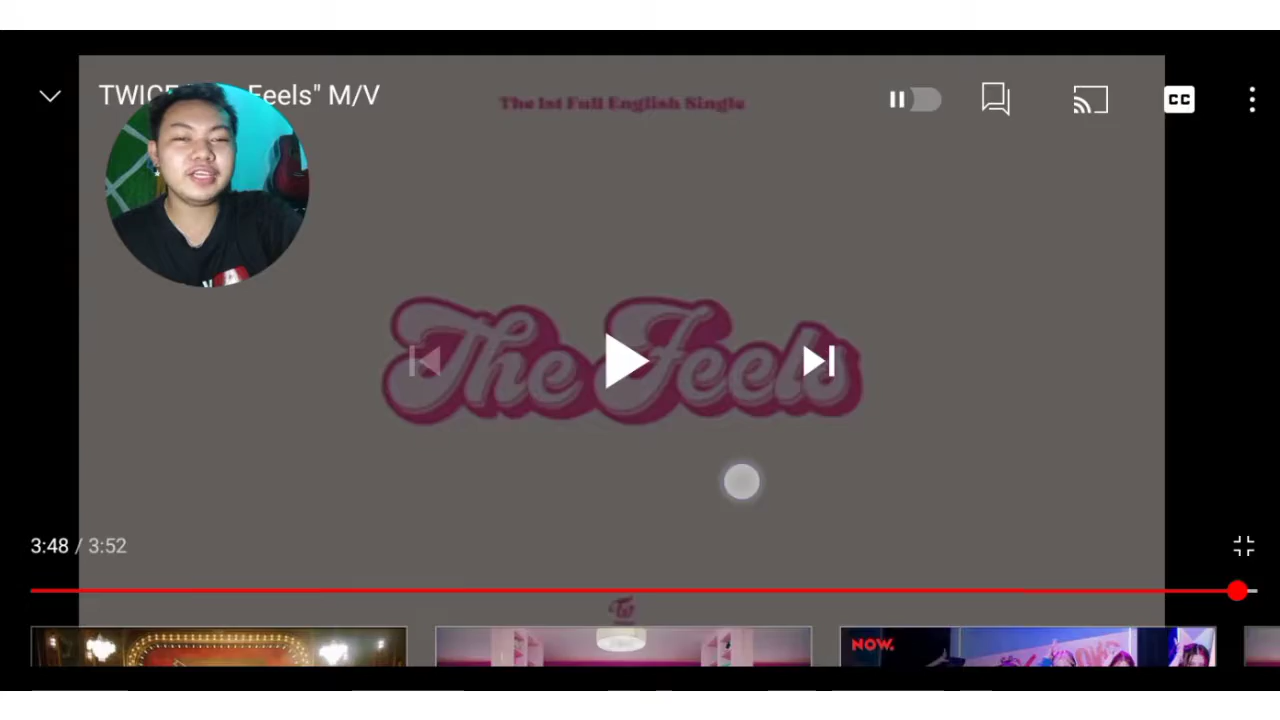 TWICE Feels" M/V
The 1st Full English Single
CC
The Feels
3:48 / 3:52
NOW.